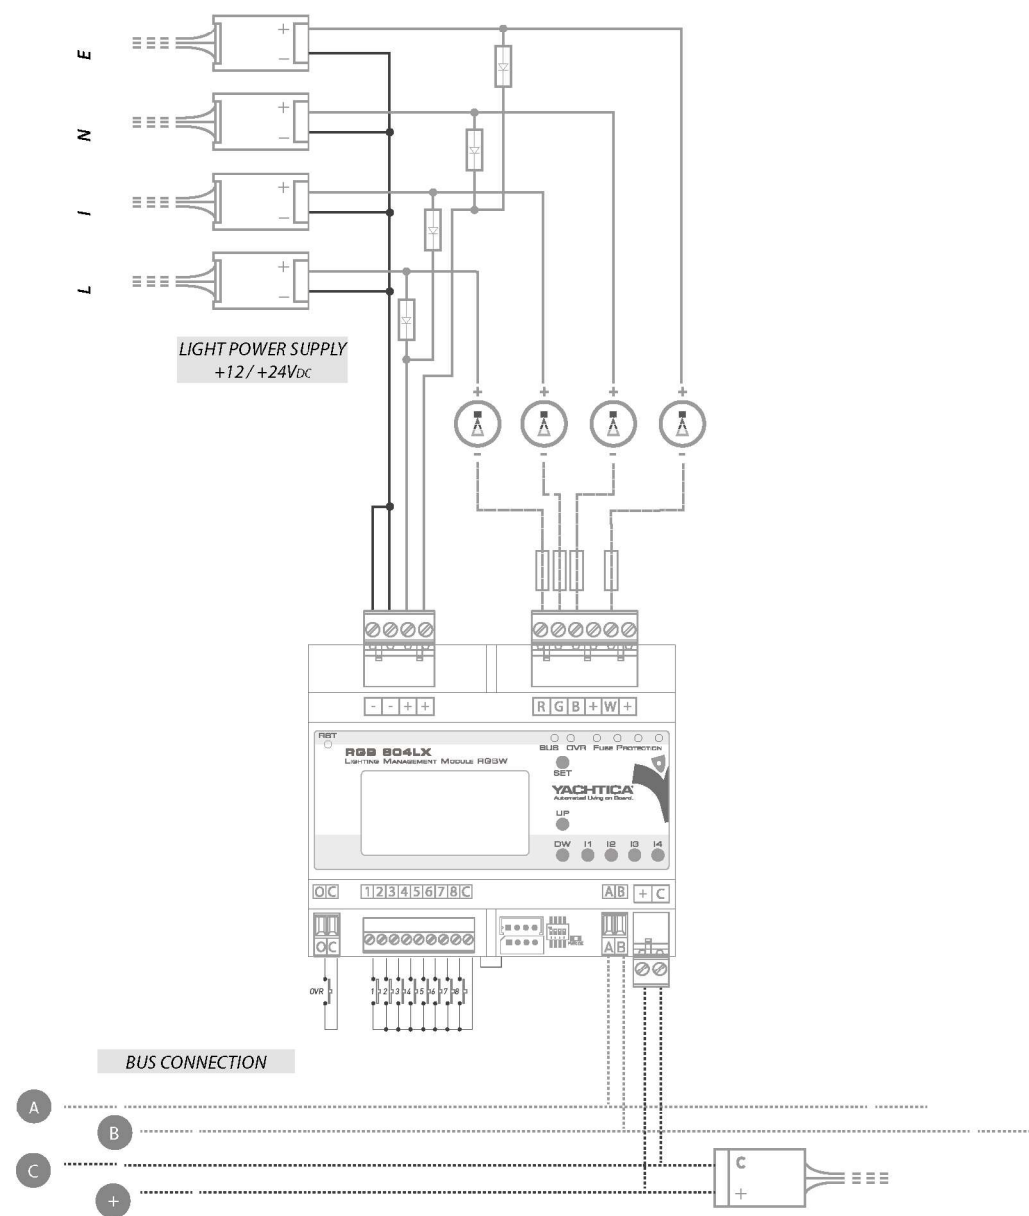 E
+
−
N
+
−
I
+
−
L
+
−
LIGHT POWER SUPPLY
+12 / +24VDC
+ + + +
- - - -
- - + +
R G B + W +
RST
RGB 804LX
LIGHTING MANAGEMENT MODULE RGBW
BUS OVR FUSE PROTECTION
SET
YACHTICA
Automated Living on Board.
UP
DW I1 I2 I3 I4
O C
1 2 3 4 5 6 7 8 C
A B
+ C
O C
A B
OVR
1 2 3 4 5 6 7 8
BUS CONNECTION
A
B
C
+
C
+